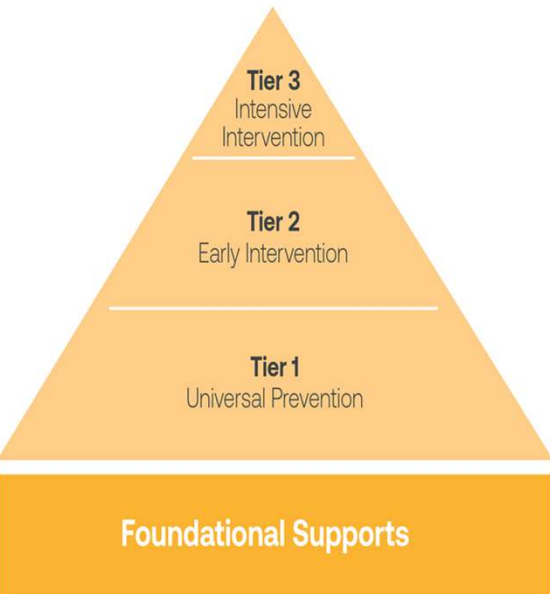 Tier 3
Intensive
Intervention
Tier 2
Early Intervention
Tier 1
Universal Prevention
Foundational Supports